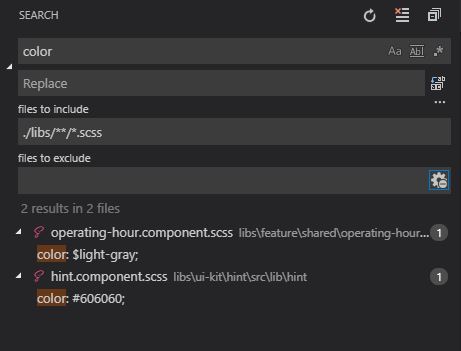 SEARCH
color Aa Abl .*
Replace
...
files to include
./libs/**/*.scss
files to exclude
2 results in 2 files
operating-hour.component.scss libs\feature\shared\operating-hour... 1
color: $light-gray;
hint.component.scss libs\ui-kit\hint\src\lib\hint 1
color: #606060;